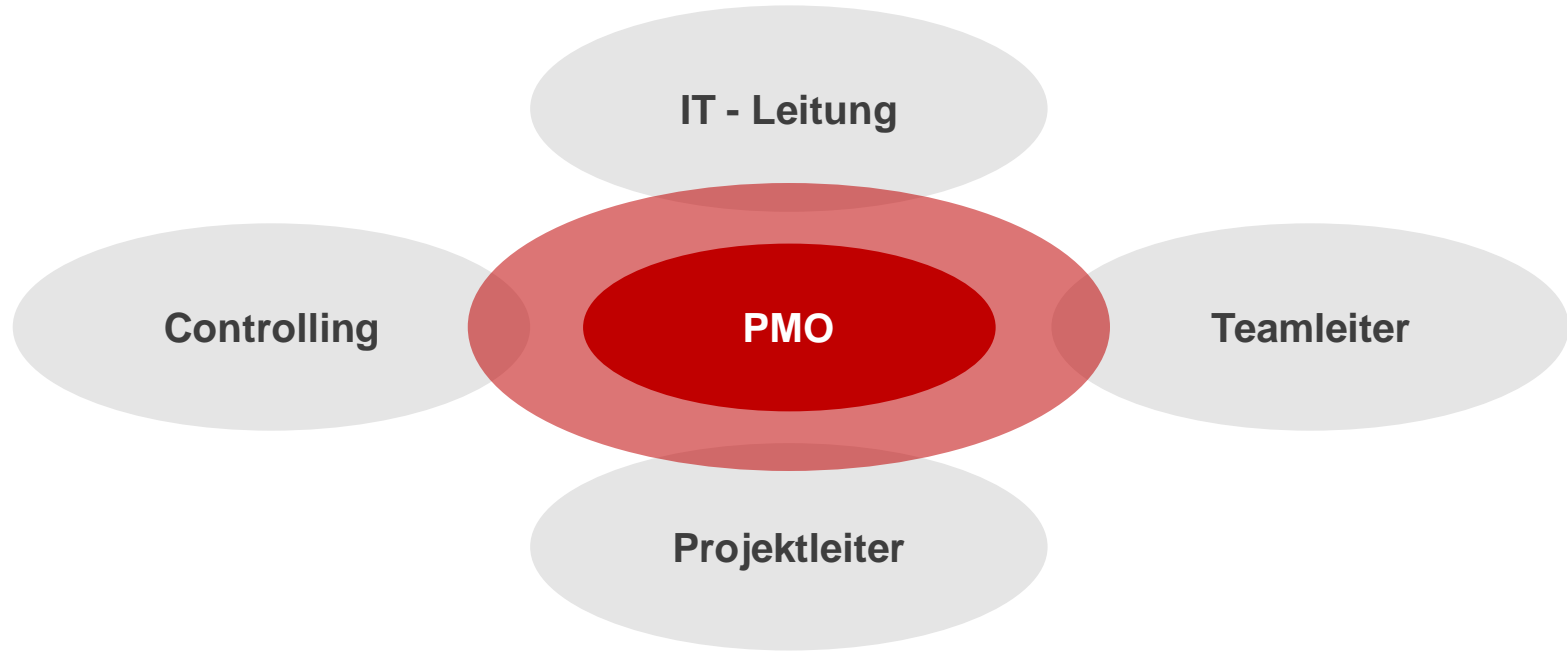 IT - Leitung
Controlling
PMO
Teamleiter
Projektleiter